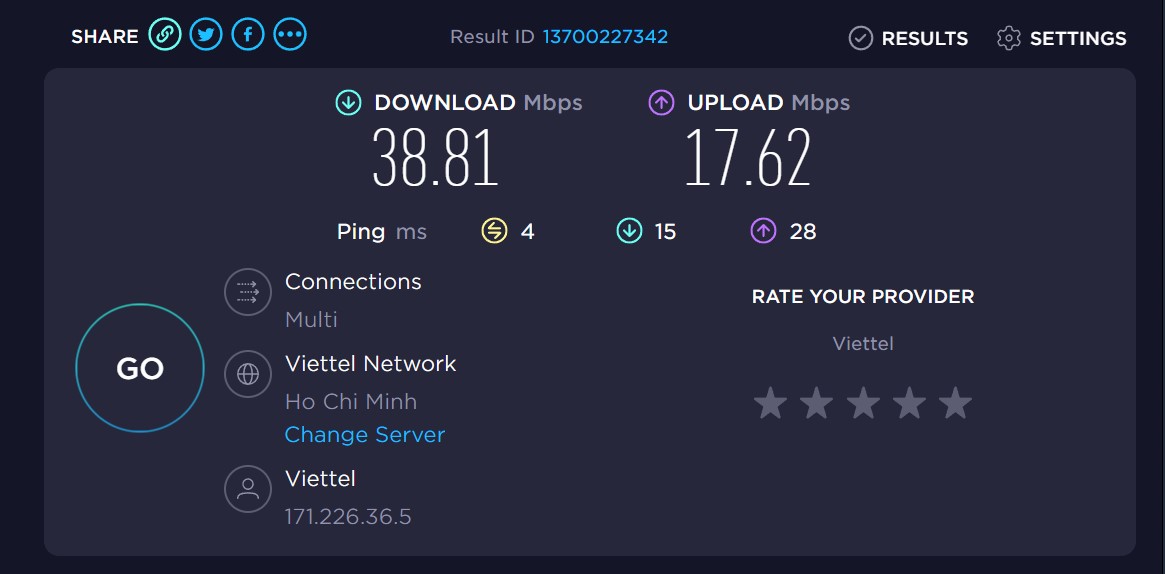 SHARE Result ID 13700227342 RESULTS SETTINGS
DOWNLOAD Mbps UPLOAD Mbps
38.81 17.62
Ping ms 4 15 28
Connections
Multi
Viettel Network
Ho Chi Minh
Change Server
Viettel
171.226.36.5
GO
RATE YOUR PROVIDER
Viettel